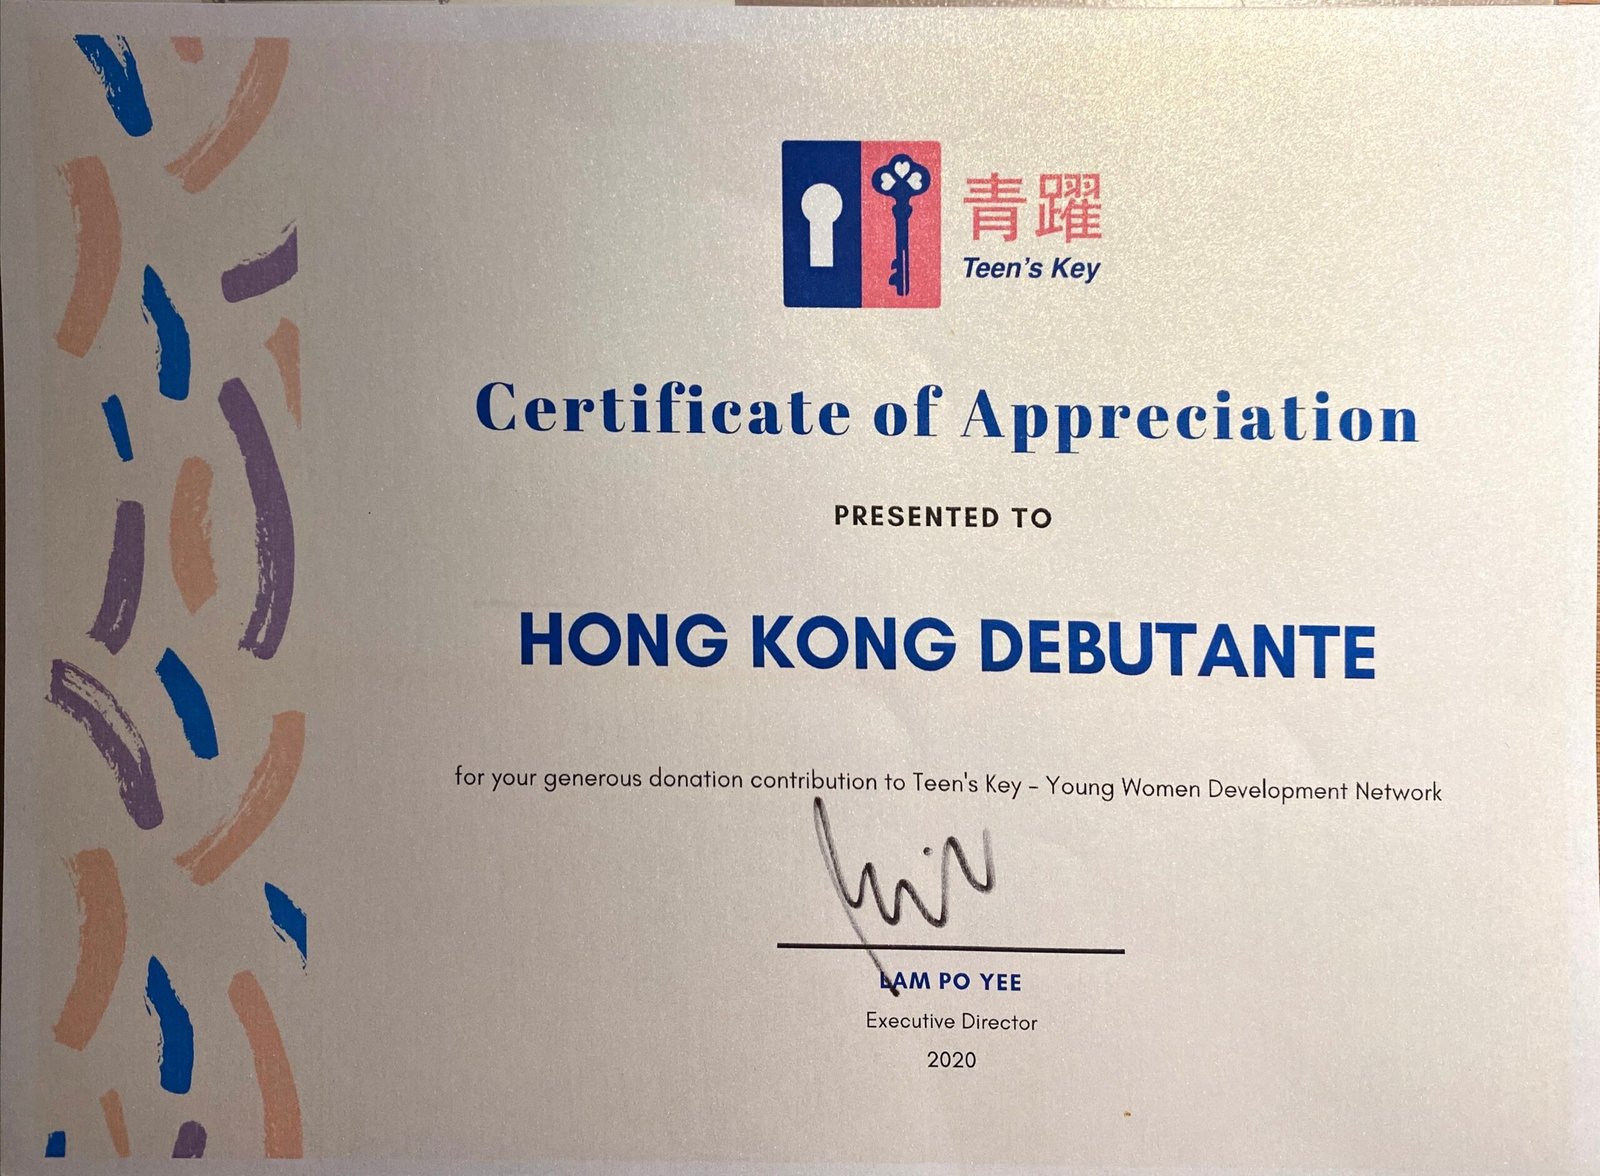 青躍
Teen's Key
Certificate of Appreciation
PRESENTED TO
HONG KONG DEBUTANTE
for your generous donation contribution to Teen's Key – Young Women Development Network
LAM PO YEE
Executive Director
2020